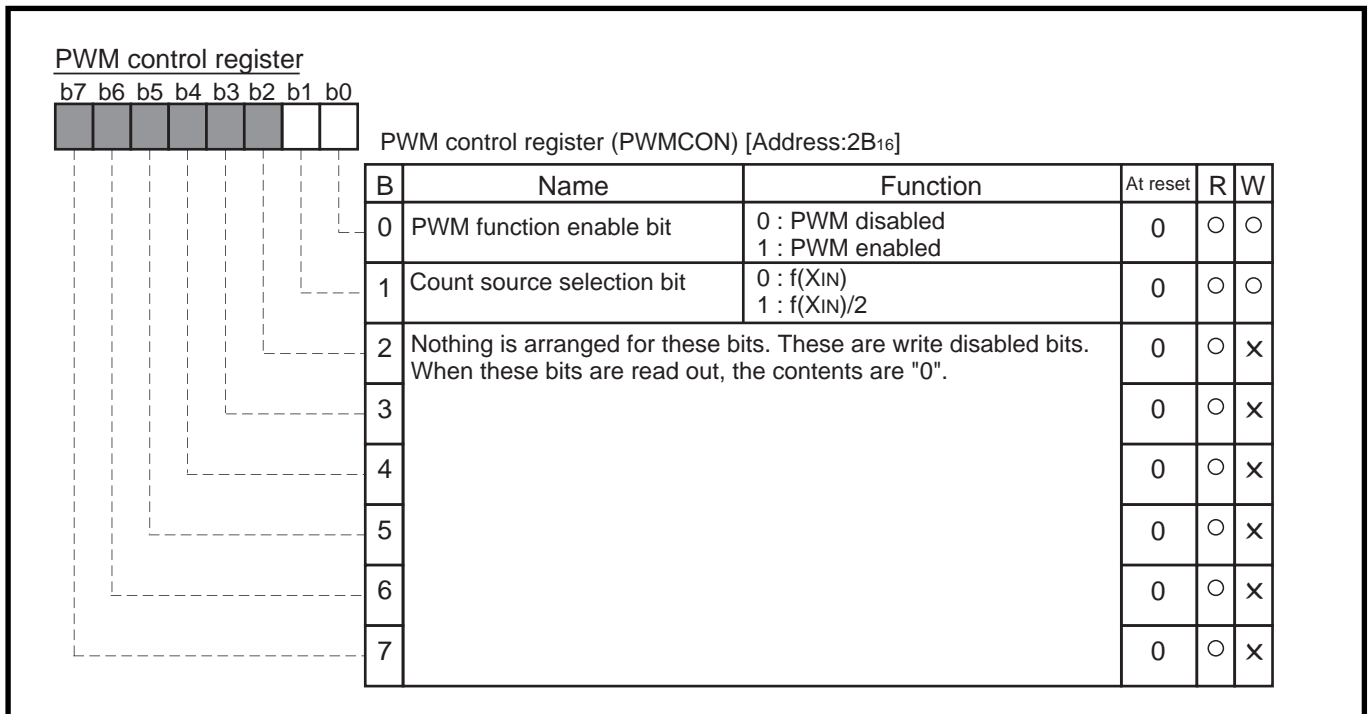 PWM control register
b7 b6 b5 b4 b3 b2 b1 b0
PWM control register (PWMCON) [Address:2B16]
B Name Function At reset R W
0 PWM function enable bit 0 : PWM disabled 0 ○ ○
1 : PWM enabled
1 Count source selection bit 0 : f(XIN) 0 ○ ○
1 : f(XIN)/2
2 Nothing is arranged for these bits. These are write disabled bits. 0 ○ ×
When these bits are read out, the contents are "0".
3 0 ○ ×
4 0 ○ ×
5 0 ○ ×
6 0 ○ ×
7 0 ○ ×